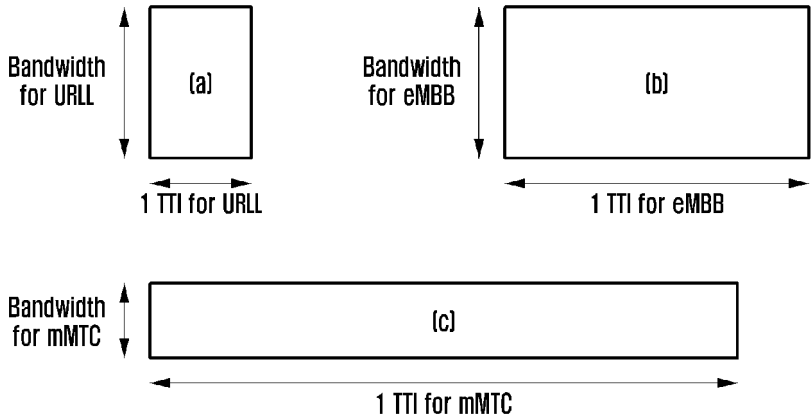 Bandwidth
for URLL
(a)
1 TTI for URLL
Bandwidth
for eMBB
(b)
1 TTI for eMBB
Bandwidth
for mMTC
(c)
1 TTI for mMTC